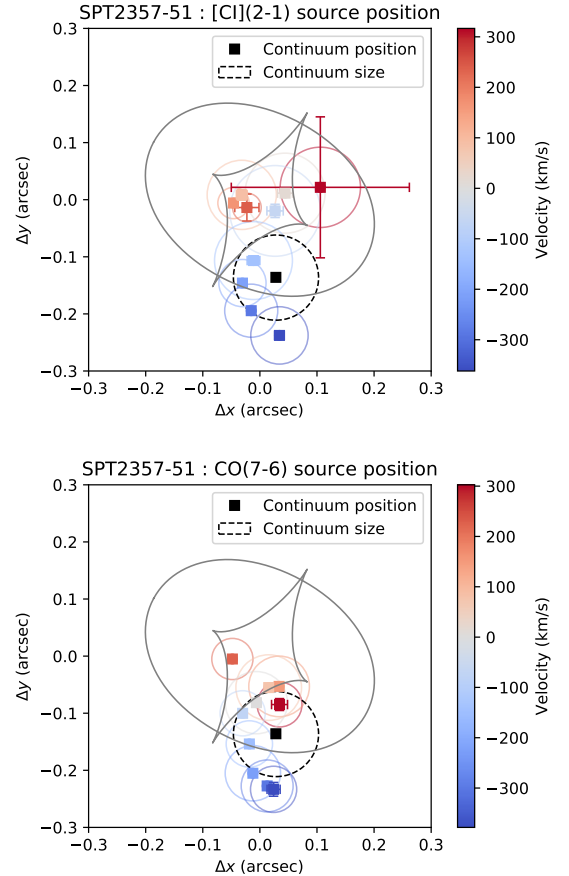 SPT2357-51 : [CI](2-1) source position
Continuum position
Continuum size
0.3
0.2
0.1
0.0
−0.1
−0.2
−0.3
Δy (arcsec)
−0.3 −0.2 −0.1 0.0 0.1 0.2 0.3
Δx (arcsec)
300
200
100
0
−100
−200
−300
Velocity (km/s)
SPT2357-51 : CO(7-6) source position
Continuum position
Continuum size
0.3
0.2
0.1
0.0
−0.1
−0.2
−0.3
Δy (arcsec)
−0.3 −0.2 −0.1 0.0 0.1 0.2 0.3
Δx (arcsec)
300
200
100
0
−100
−200
−300
Velocity (km/s)